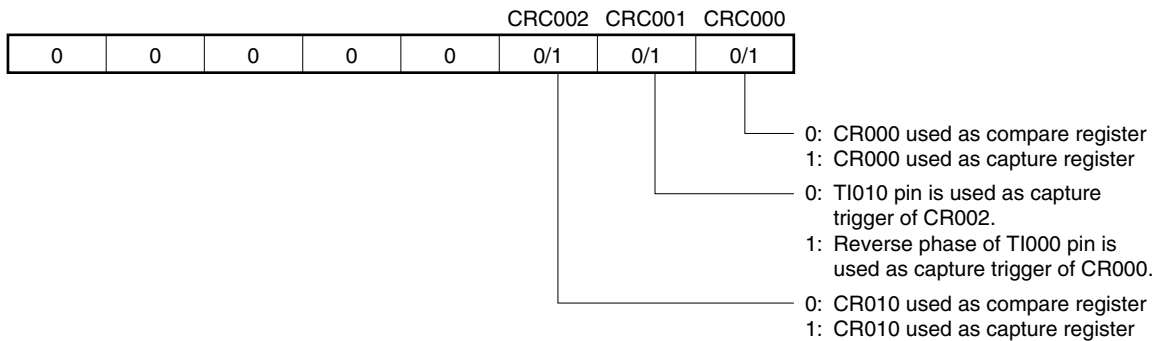 CRC002 CRC001 CRC000
0 0 0 0 0 0/1 0/1 0/1
0: CR000 used as compare register
1: CR000 used as capture register
0: TI010 pin is used as capture
trigger of CR002.
1: Reverse phase of TI000 pin is
used as capture trigger of CR000.
0: CR010 used as compare register
1: CR010 used as capture register